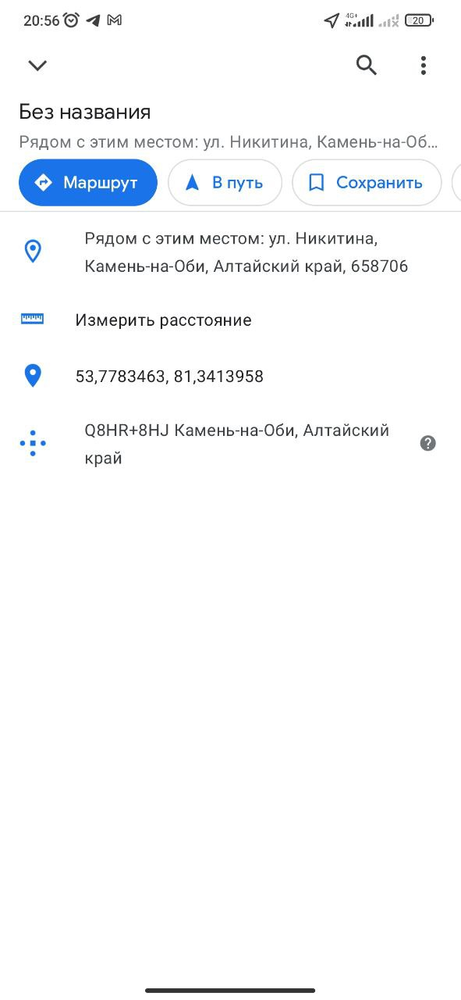 20:56
4G+
20
Без названия
Рядом с этим местом: ул. Никитина, Камень-на-Об...
Маршрут
В путь
Сохранить
Рядом с этим местом: ул. Никитина,
Камень-на-Оби, Алтайский край, 658706
Измерить расстояние
53,7783463, 81,3413958
Q8HR+8HJ Камень-на-Оби, Алтайский
край
?